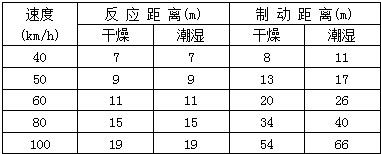 速度 反应距离(m) 制动距离(m)
(km/h) 干燥 潮湿 干燥 潮湿
40 7 7 8 11
50 9 9 13 17
60 11 11 20 26
80 15 15 34 40
100 19 19 54 66